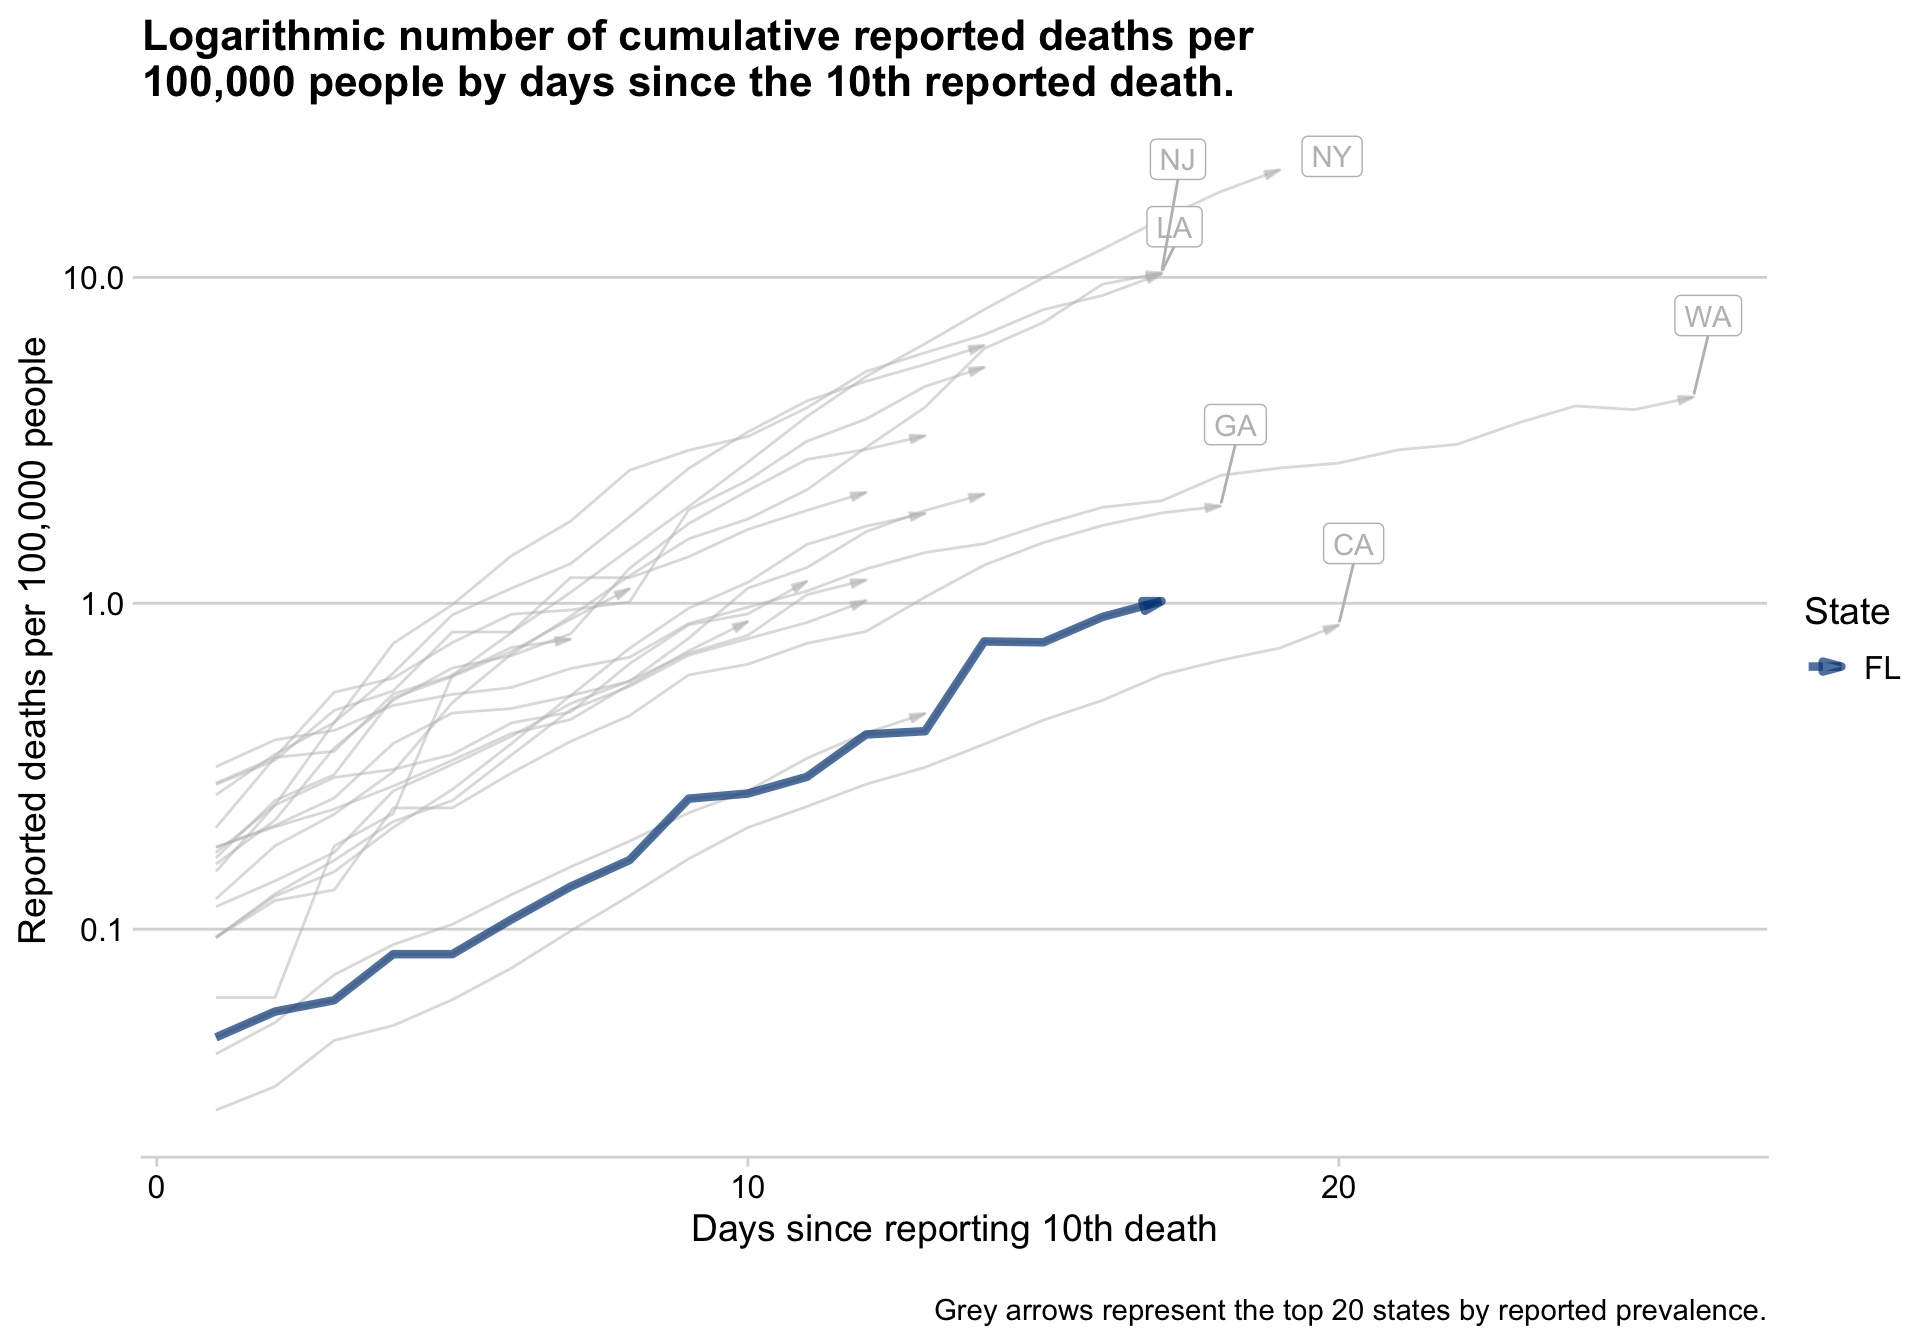 Logarithmic number of cumulative reported deaths per
100,000 people by days since the 10th reported death.
NJ
NY
LA
10.0
WA
GA
CA
1.0
0.1
Reported deaths per 100,000 people
State
FL
0
10
20
Days since reporting 10th death
Grey arrows represent the top 20 states by reported prevalence.